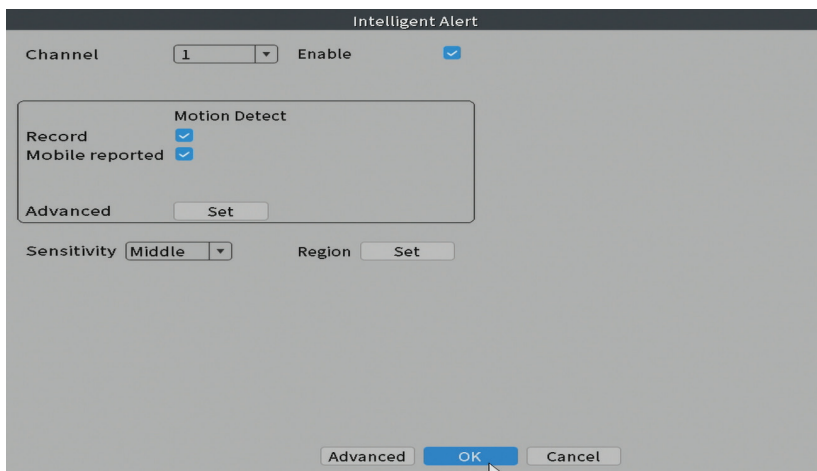 Intelligent Alert
Channel 1 Enable
Motion Detect
Record
Mobile reported
Advanced Set
Sensitivity Middle Region Set
Advanced OK Cancel